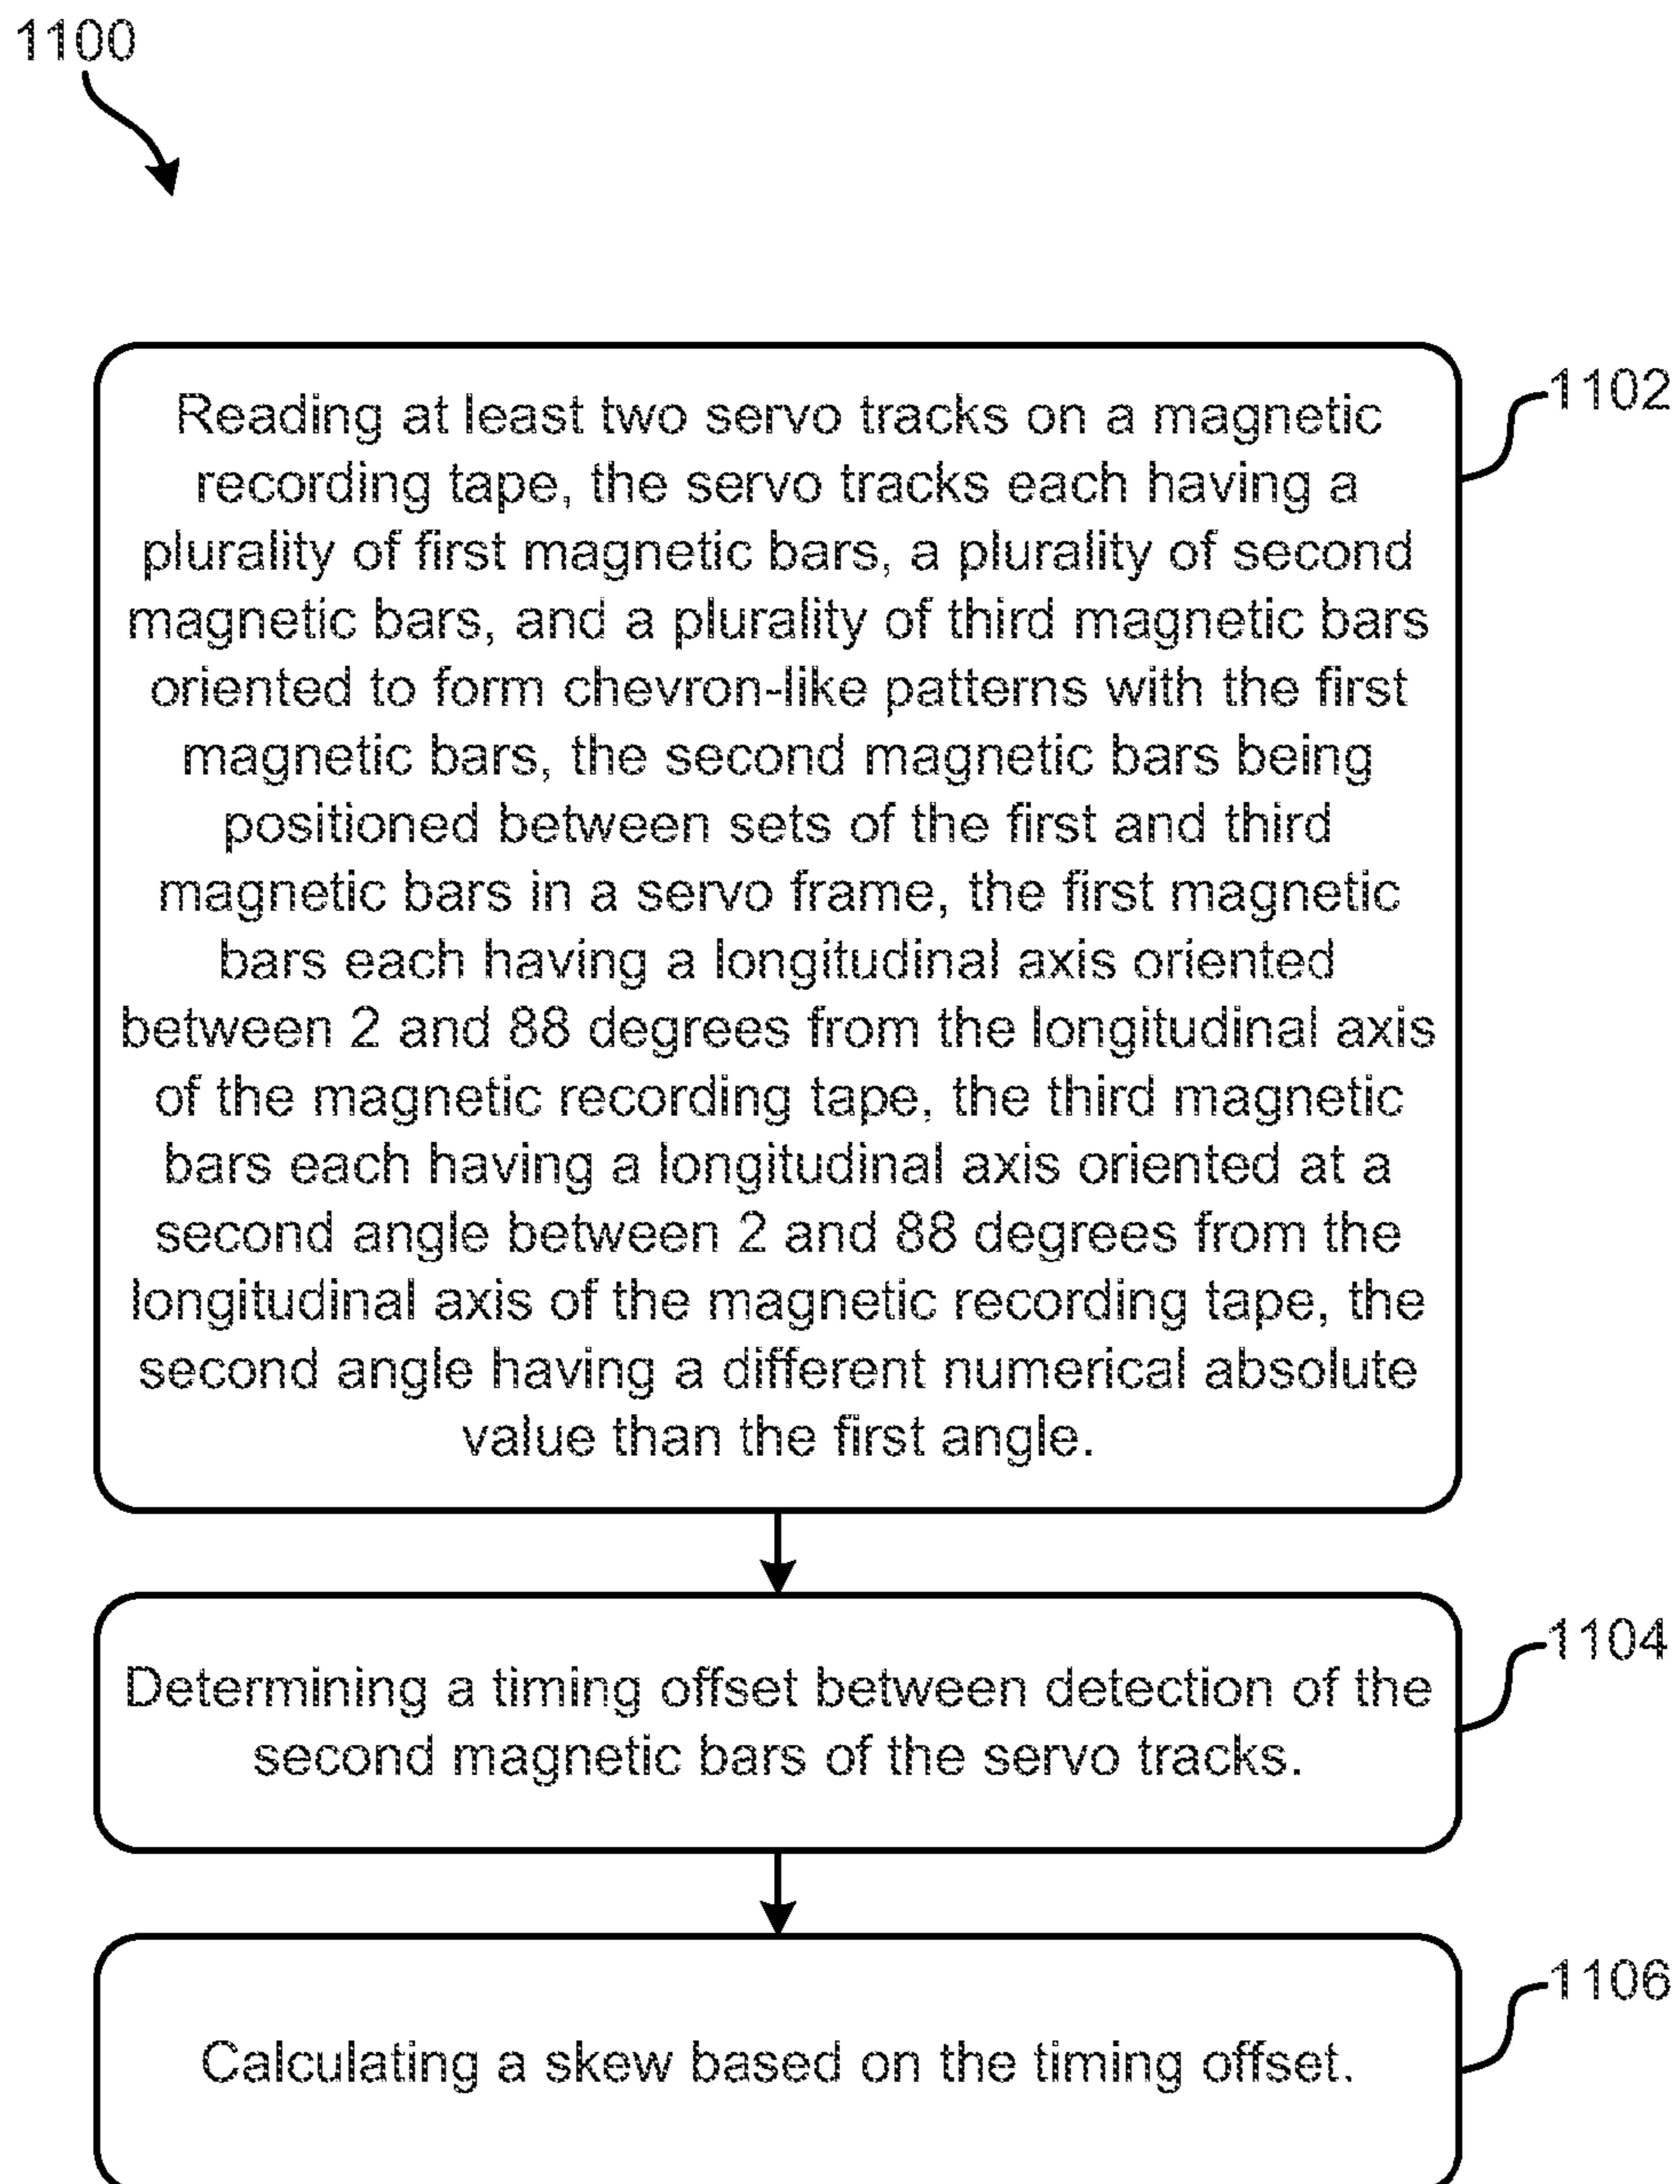 1100
1102
Reading at least two servo tracks on a magnetic
recording tape, the servo tracks each having a
plurality of first magnetic bars, a plurality of second
magnetic bars, and a plurality of third magnetic bars
oriented to form chevron-like patterns with the first
magnetic bars, the second magnetic bars being
positioned between sets of the first and third
magnetic bars in a servo frame, the first magnetic
bars each having a longitudinal axis oriented
between 2 and 88 degrees from the longitudinal axis
of the magnetic recording tape, the third magnetic
bars each having a longitudinal axis oriented at a
second angle between 2 and 88 degrees from the
longitudinal axis of the magnetic recording tape, the
second angle having a different numerical absolute
value than the first angle.
1104
Determining a timing offset between detection of the
second magnetic bars of the servo tracks.
1106
Calculating a skew based on the timing offset.